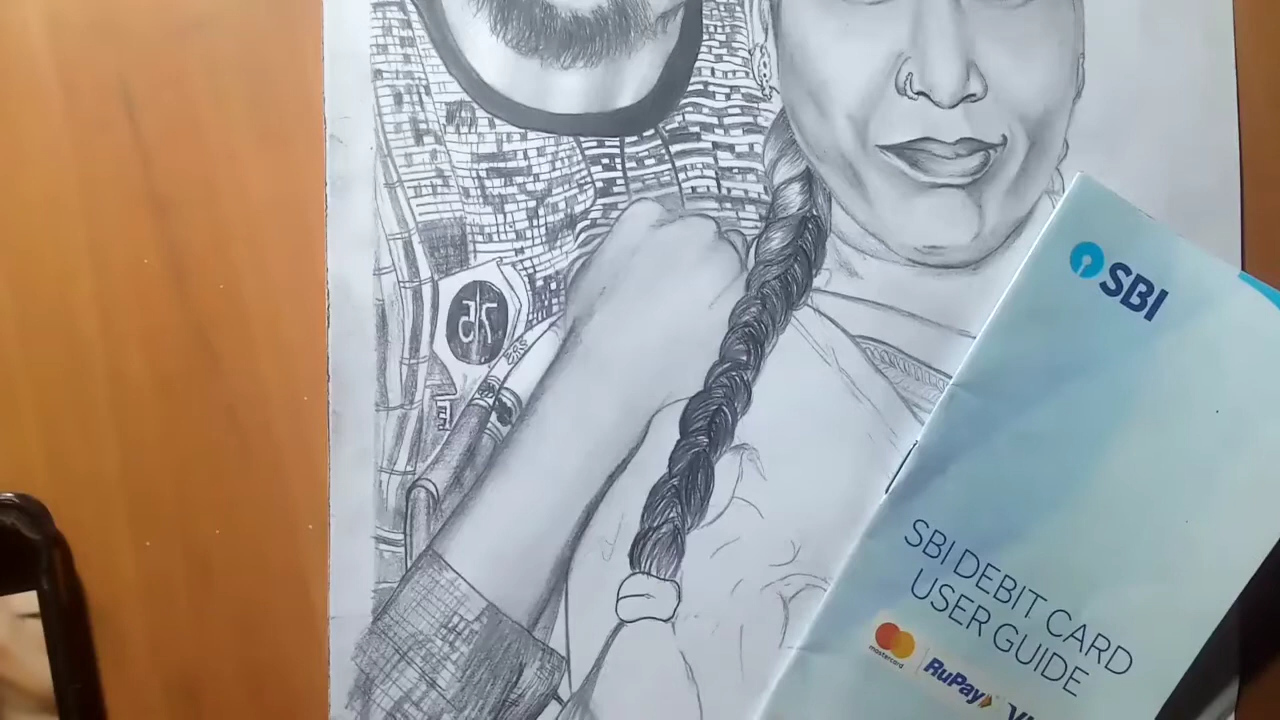 SBI
SBI DEBIT CARD
USER GUIDE
mastercard
RuPay